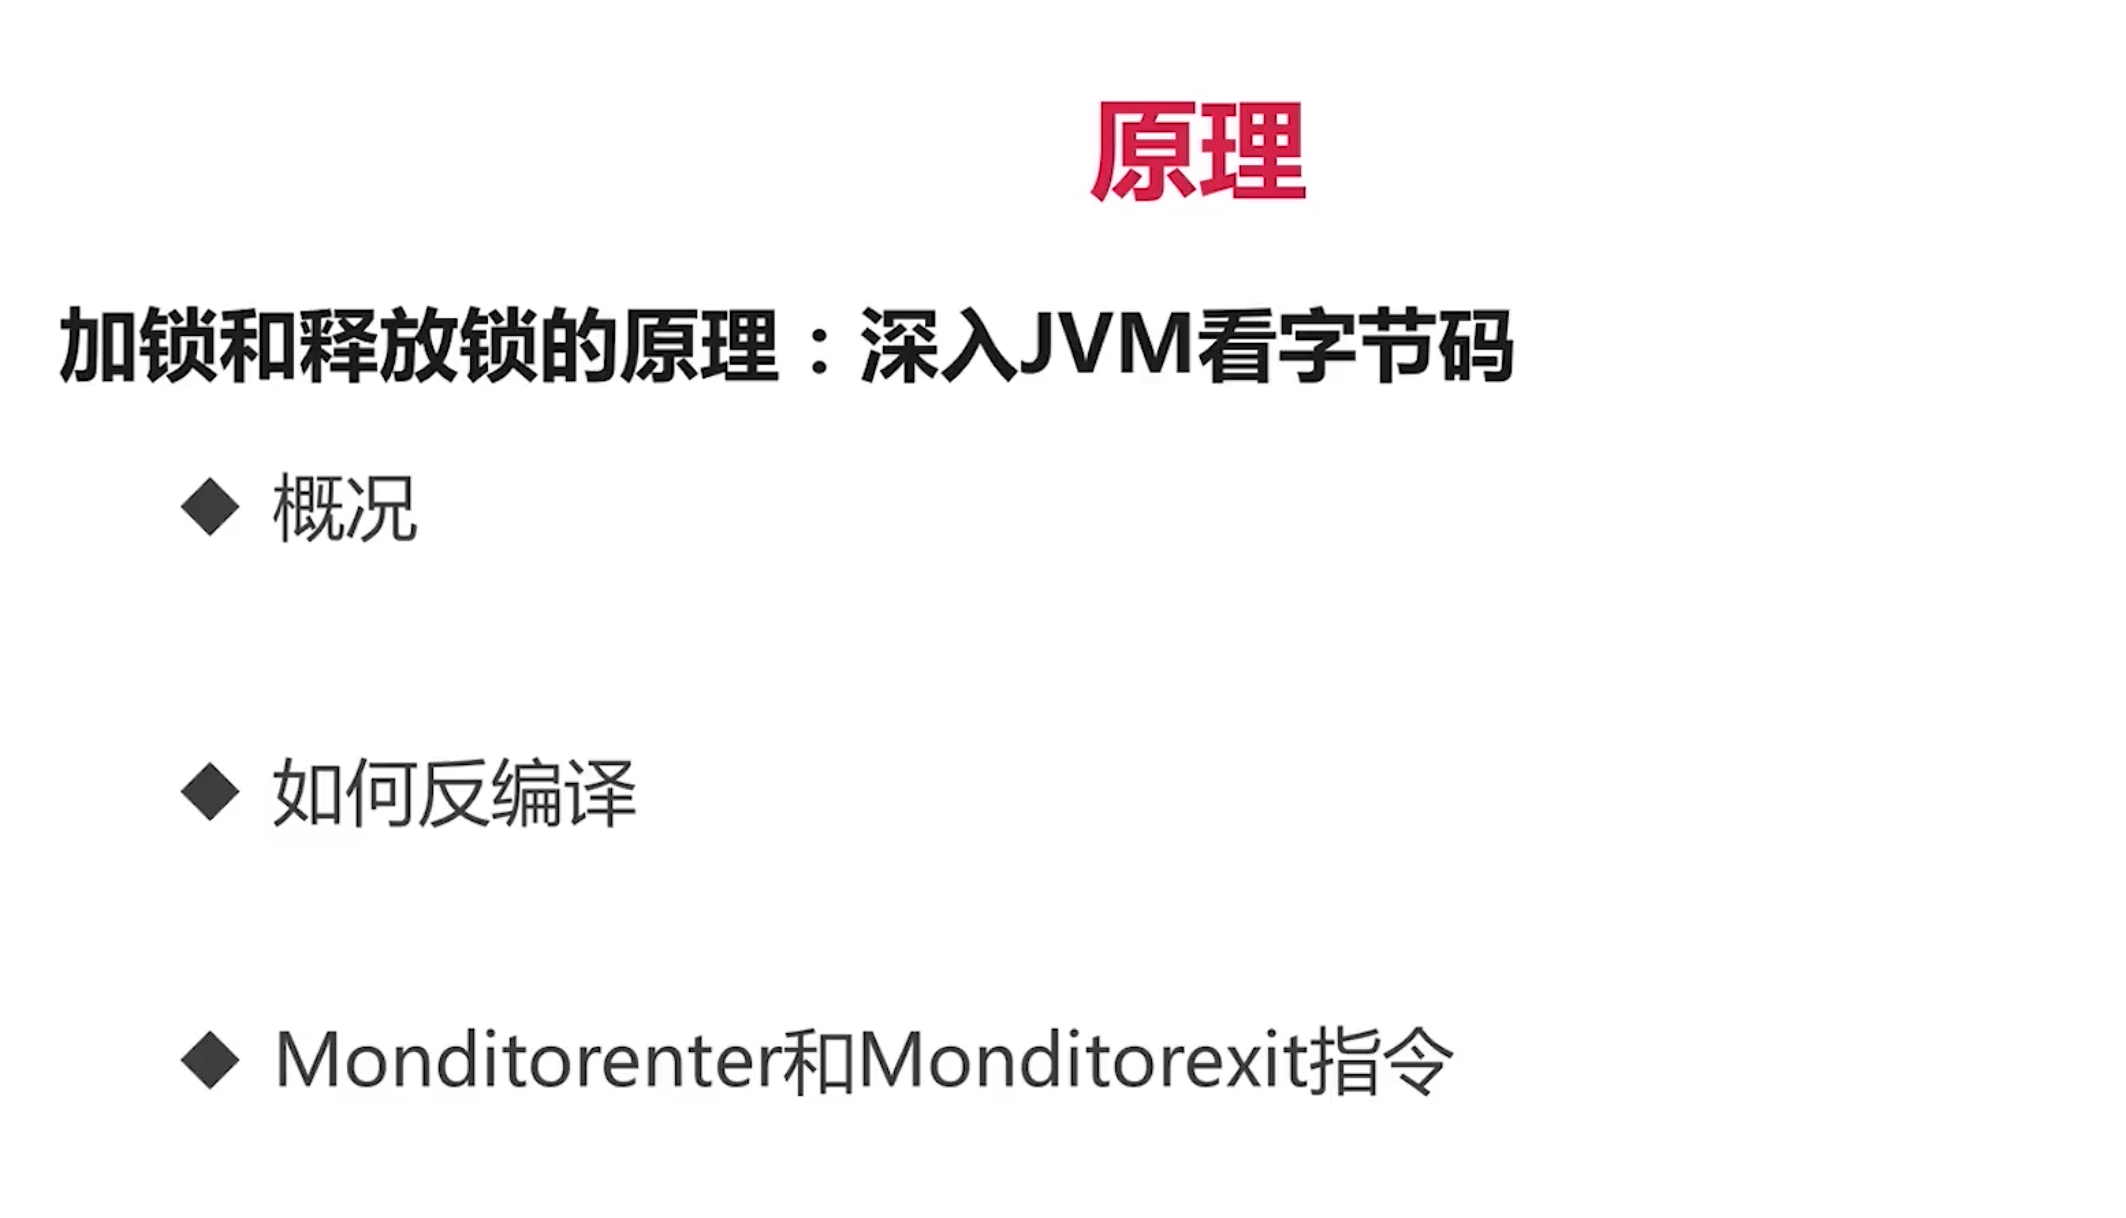 原理
加锁和释放锁的原理：深入JVM看字节码
◆ 概况
◆ 如何反编译
◆ Monditorenter和Monditorexit指令